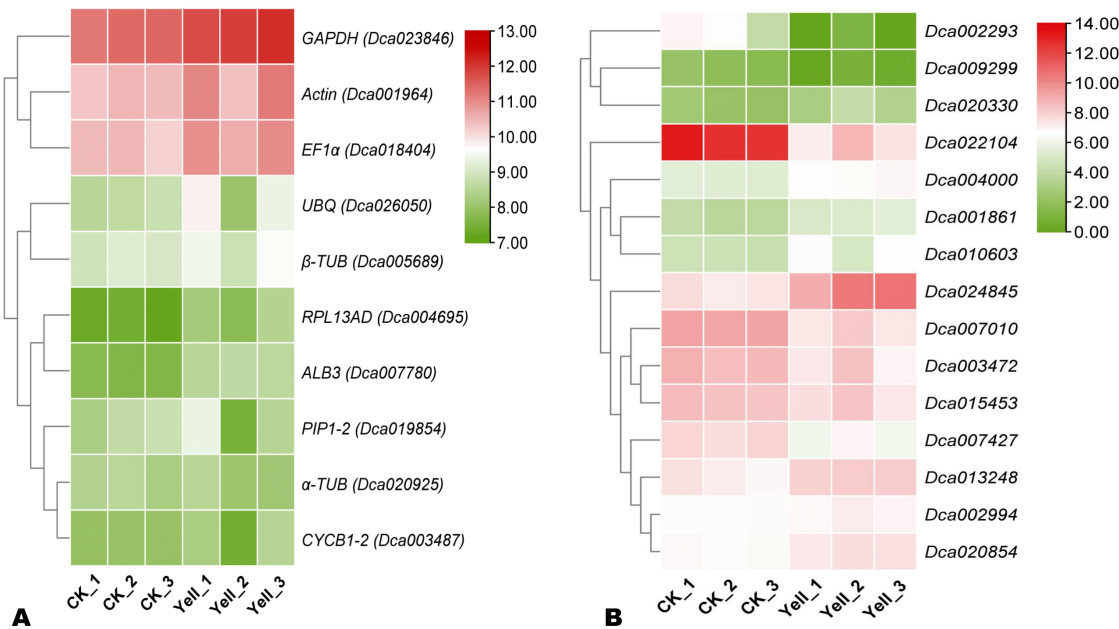 GAPDH (Dca023846)
Actin (Dca001964)
EF1α (Dca018404)
UBQ (Dca026050)
β-TUB (Dca005689)
RPL13AD (Dca004695)
ALB3 (Dca007780)
PIP1-2 (Dca019854)
α-TUB (Dca020925)
CYCB1-2 (Dca003487)
13.00
12.00
11.00
10.00
9.00
8.00
7.00
CK_1 CK_2 CK_3 Yell_1 Yell_2 Yell_3
A
Dca002293
Dca009299
Dca020330
Dca022104
Dca004000
Dca001861
Dca010603
Dca024845
Dca007010
Dca003472
Dca015453
Dca007427
Dca013248
Dca002994
Dca020854
14.00
12.00
10.00
8.00
6.00
4.00
2.00
0.00
CK_1 CK_2 CK_3 Yell_1 Yell_2 Yell_3
B